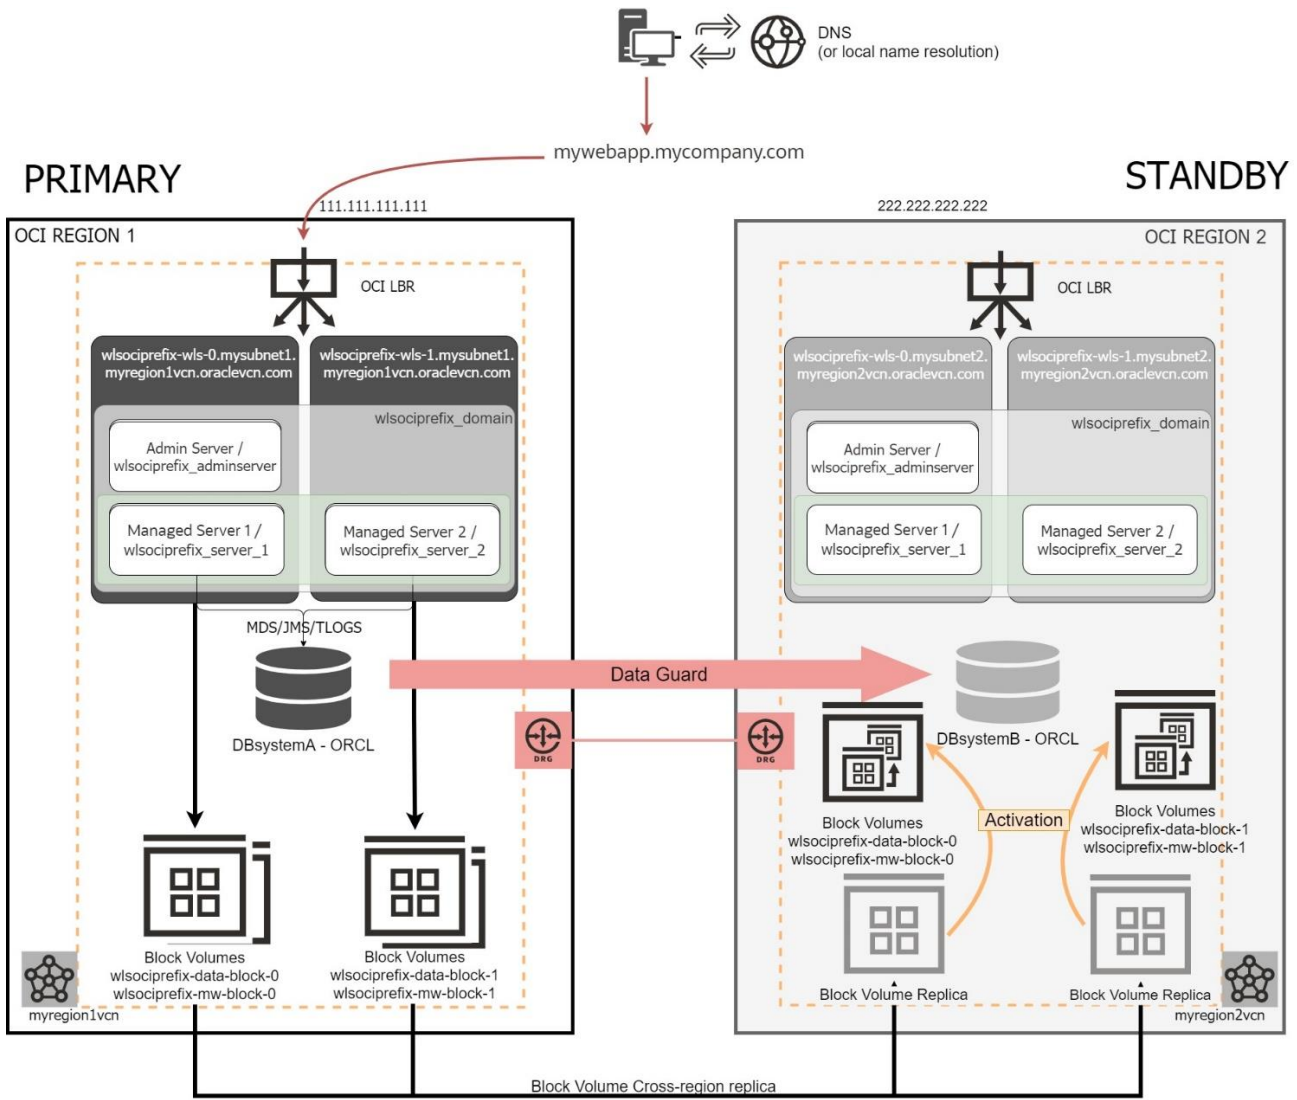 DNS
(or local name resolution)
mywebapp.mycompany.com
PRIMARY
STANDBY
111.111.111.111
222.222.222.222
OCI REGION 1
OCI LBR
wlsociprefix-wls-0.mysubnet1.
myregion1vcn.oraclevcn.com
wlsociprefix-wls-1.mysubnet1.
myregion1vcn.oraclevcn.com
wlsociprefix_domain
Admin Server /
wlsociprefix_adminserver
Managed Server 1 /
wlsociprefix_server_1
Managed Server 2 /
wlsociprefix_server_2
MDS/JMS/TLOGS
DBsystemA - ORCL
Data Guard
DRG
DRG
Block Volumes
wlsociprefix-data-block-0
wlsociprefix-mw-block-0
Block Volumes
wlsociprefix-data-block-1
wlsociprefix-mw-block-1
myregion1vcn
OCI REGION 2
OCI LBR
wlsociprefix-wls-0.mysubnet2.
myregion2vcn.oraclevcn.com
wlsociprefix-wls-1.mysubnet2.
myregion2vcn.oraclevcn.com
wlsociprefix_domain
Admin Server /
wlsociprefix_adminserver
Managed Server 1 /
wlsociprefix_server_1
Managed Server 2 /
wlsociprefix_server_2
DBsystemB - ORCL
Block Volumes
wlsociprefix-data-block-0
wlsociprefix-mw-block-0
Activation
Block Volumes
wlsociprefix-data-block-1
wlsociprefix-mw-block-1
Block Volume Replica
Block Volume Replica
myregion2vcn
Block Volume Cross-region replica